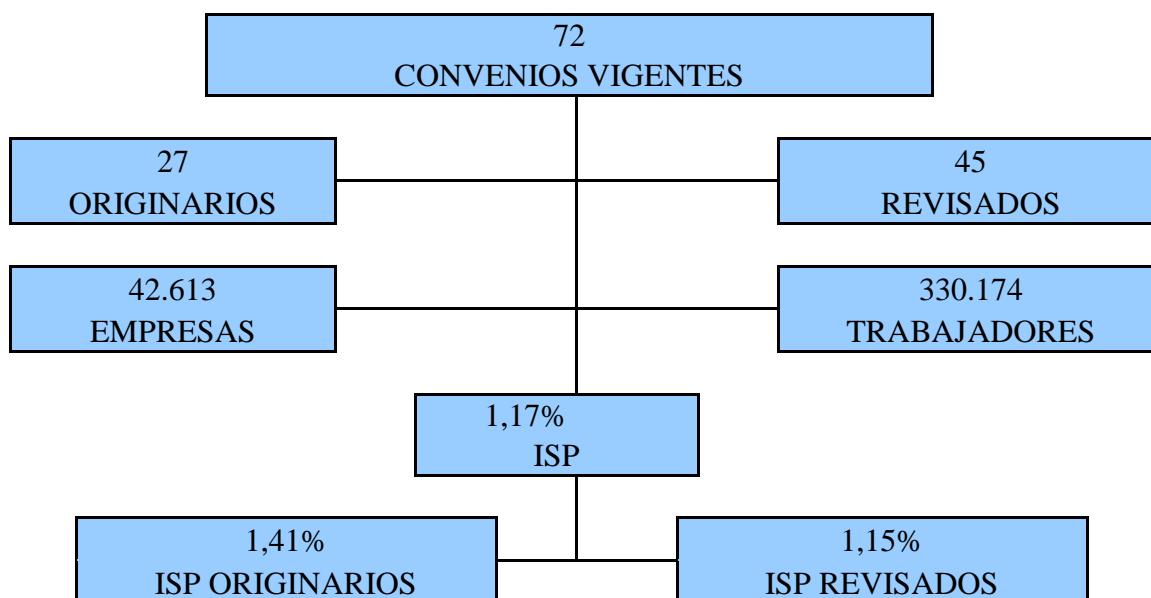 72
CONVENIOS VIGENTES
27
ORIGINARIOS
45
REVISADOS
42.613
EMPRESAS
330.174
TRABAJADORES
1,17%
ISP
1,41%
ISP ORIGINARIOS
1,15%
ISP REVISADOS